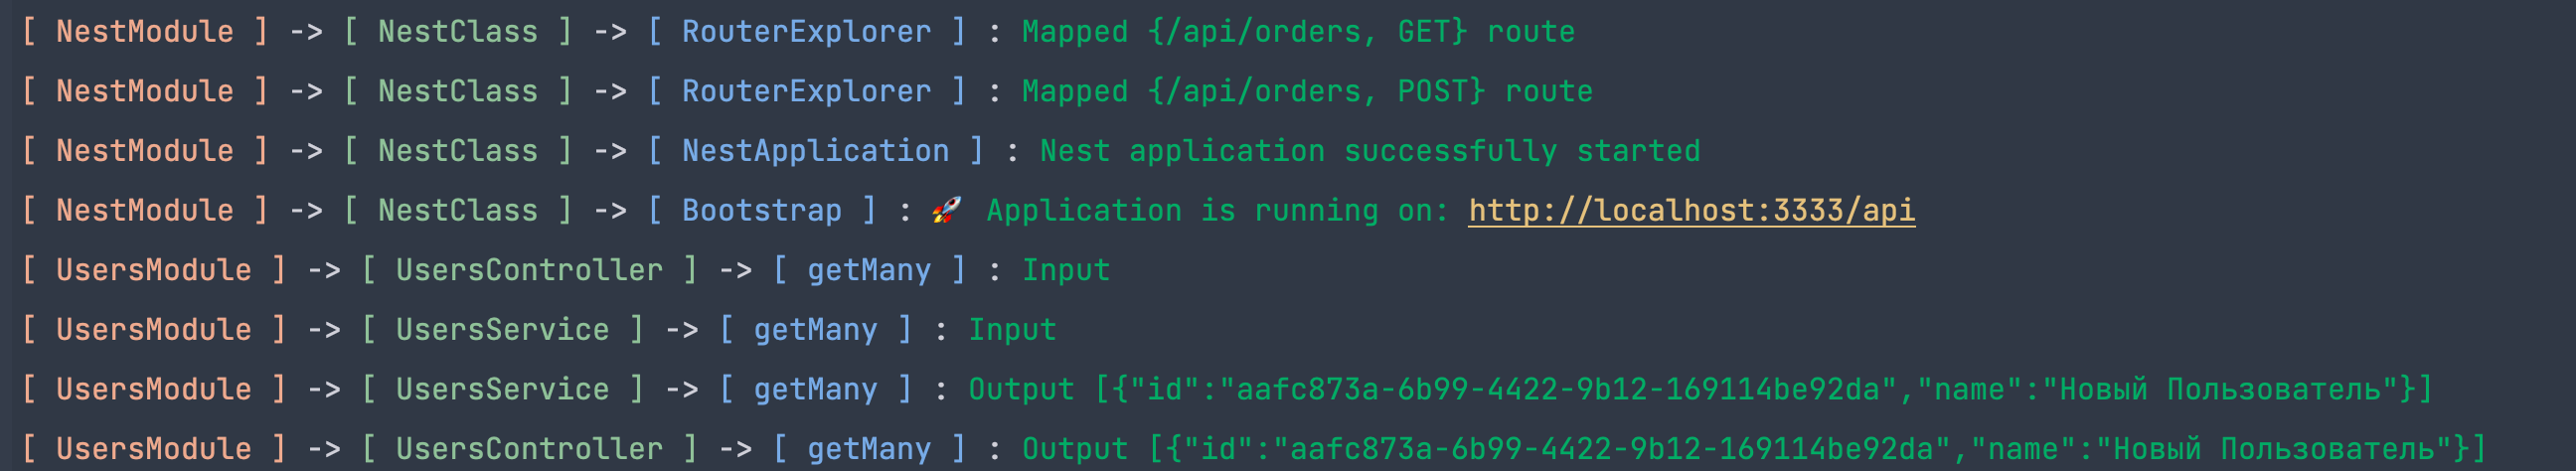 [ NestModule ] -> [ NestClass ] -> [ RouterExplorer ] : Mapped {/api/orders, GET} route
[ NestModule ] -> [ NestClass ] -> [ RouterExplorer ] : Mapped {/api/orders, POST} route
[ NestModule ] -> [ NestClass ] -> [ NestApplication ] : Nest application successfully started
[ NestModule ] -> [ NestClass ] -> [ Bootstrap ] : 🚀 Application is running on: http://localhost:3333/api
[ UsersModule ] -> [ UsersController ] -> [ getMany ] : Input
[ UsersModule ] -> [ UsersService ] -> [ getMany ] : Input
[ UsersModule ] -> [ UsersService ] -> [ getMany ] : Output [{"id":"aafc873a-6b99-4422-9b12-169114be92da","name":"Новый Пользователь"}]
[ UsersModule ] -> [ UsersController ] -> [ getMany ] : Output [{"id":"aafc873a-6b99-4422-9b12-169114be92da","name":"Новый Пользователь"}]